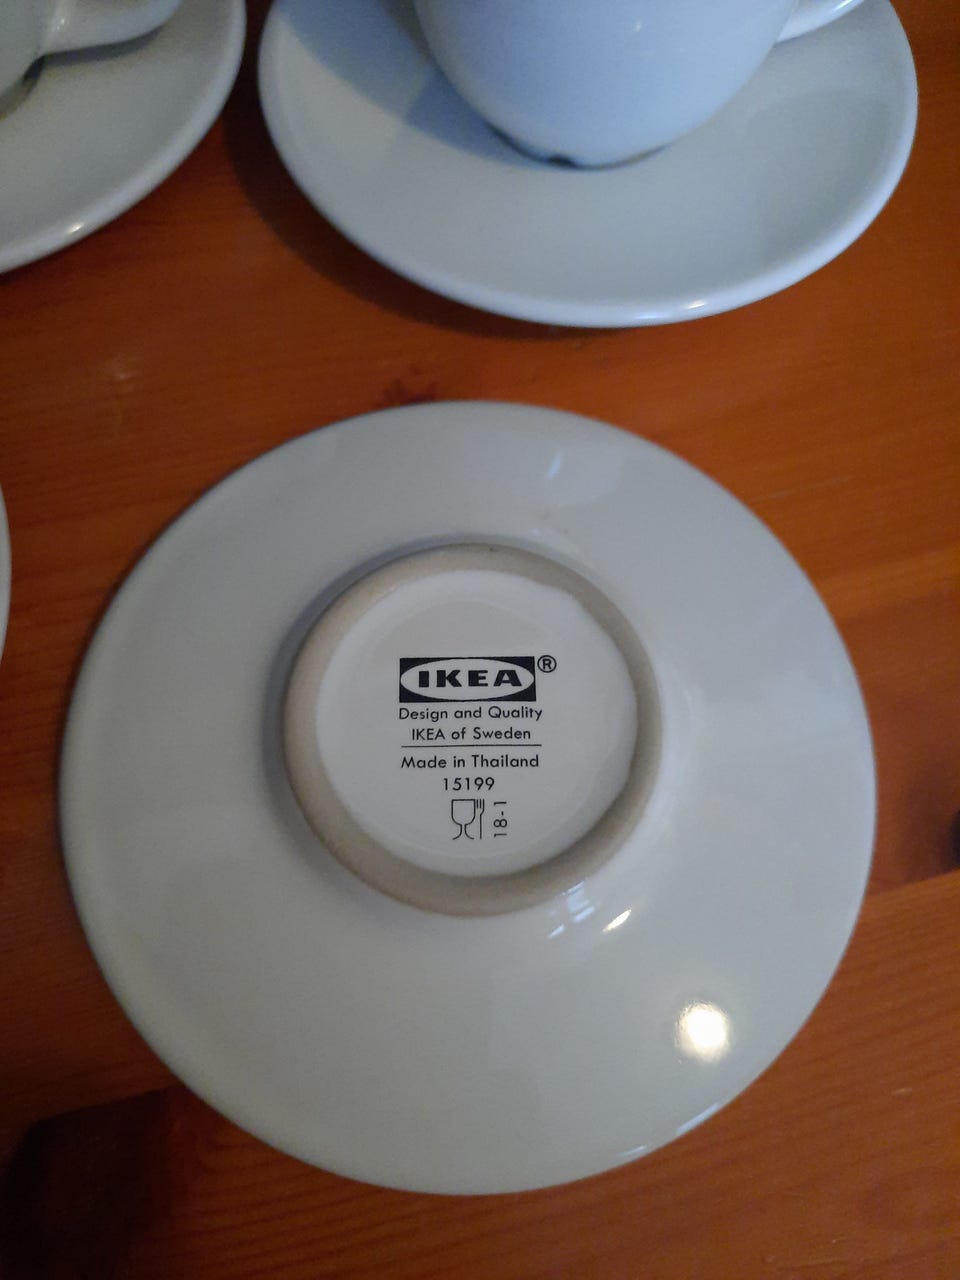 IKEA®
Design and Quality
IKEA of Sweden
Made in Thailand
15199
18-1